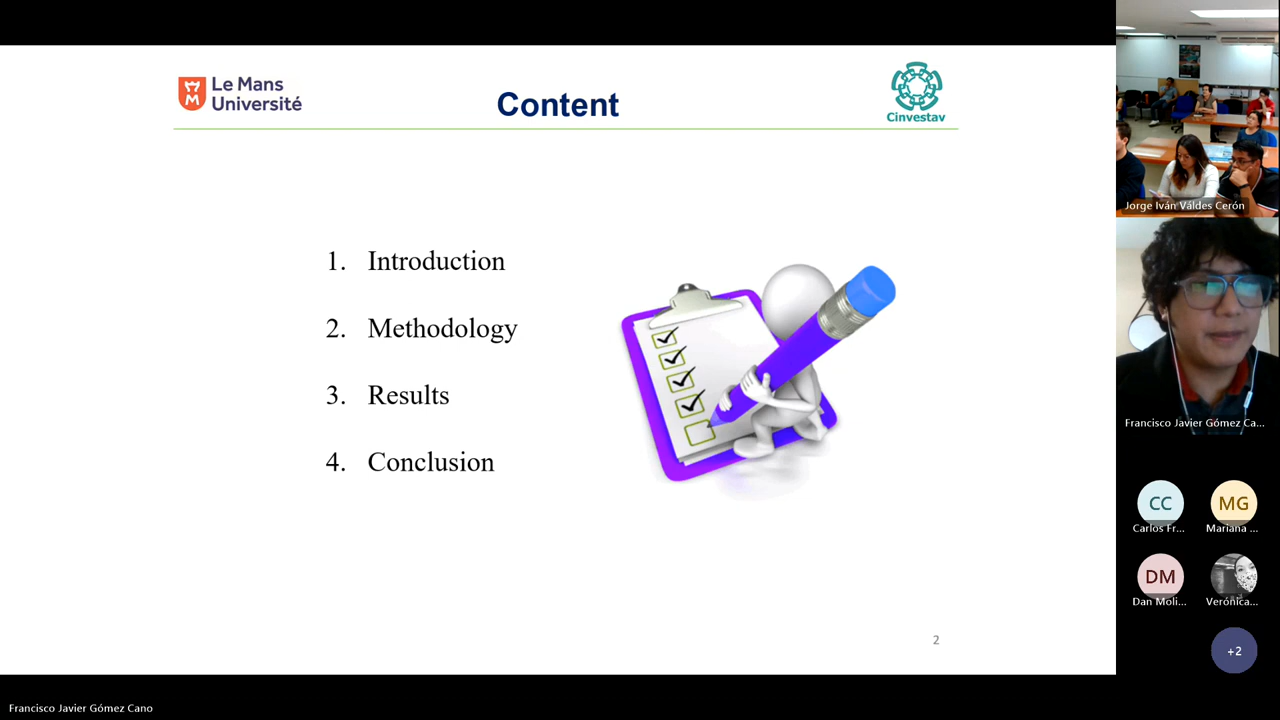 Le Mans
Université
Content
Cinvestav
1. Introduction
2. Methodology
3. Results
4. Conclusion
2
Jorge Iván Váldes Cerón
Francisco Javier Gómez Ca...
CC
MG
Carlos Fr...
Mariana ...
DM
Dan Moli...
Verónica...
+2
Francisco Javier Gómez Cano